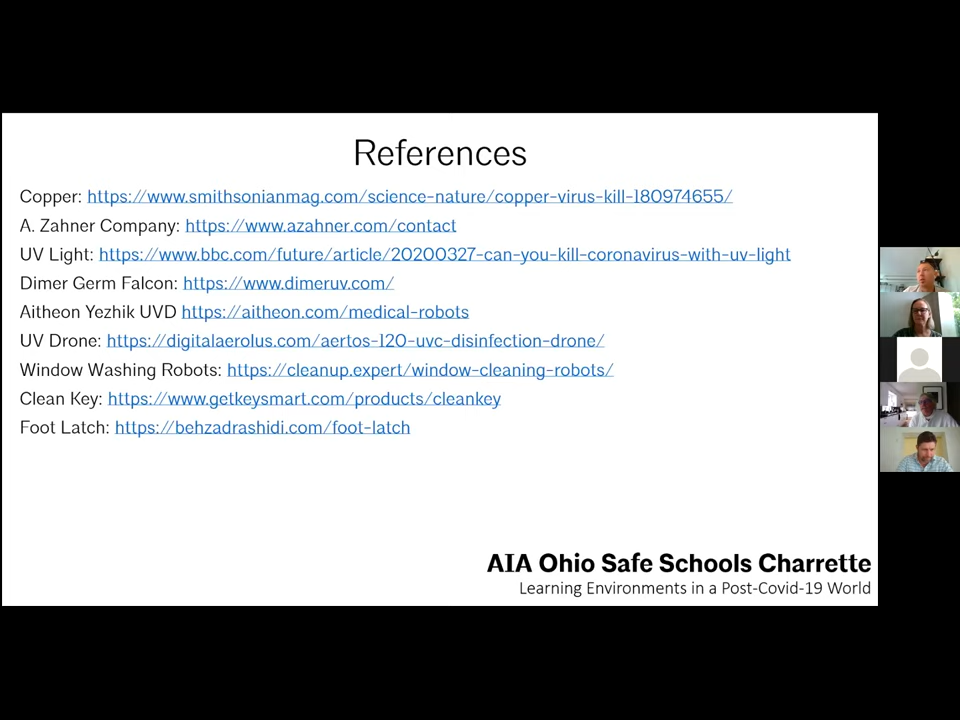 References
Copper: https://www.smithsonianmag.com/science-nature/copper-virus-kill-180974655/
A. Zahner Company: https://www.azahner.com/contact
UV Light: https://www.bbc.com/future/article/20200327-can-you-kill-coronavirus-with-uv-light
Dimer Germ Falcon: https://www.dimeruv.com/
Aitheon Yezhik UVD https://aitheon.com/medical-robots
UV Drone: https://digitalaerolus.com/aertos-120-uvc-disinfection-drone/
Window Washing Robots: https://cleanup.expert/window-cleaning-robots/
Clean Key: https://www.getkeysmart.com/products/cleankey
Foot Latch: https://behzadrashidi.com/foot-latch
AIA Ohio Safe Schools Charrette
Learning Environments in a Post-Covid-19 World